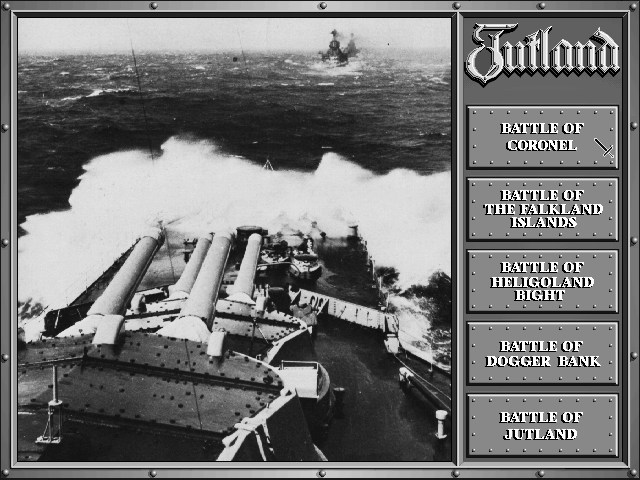 Jutland
BATTLE OF
CORONEL
BATTLE OF
THE FALKLAND
ISLANDS
BATTLE OF
HELIGOLAND
BIGHT
BATTLE OF
DOGGER BANK
BATTLE OF
JUTLAND